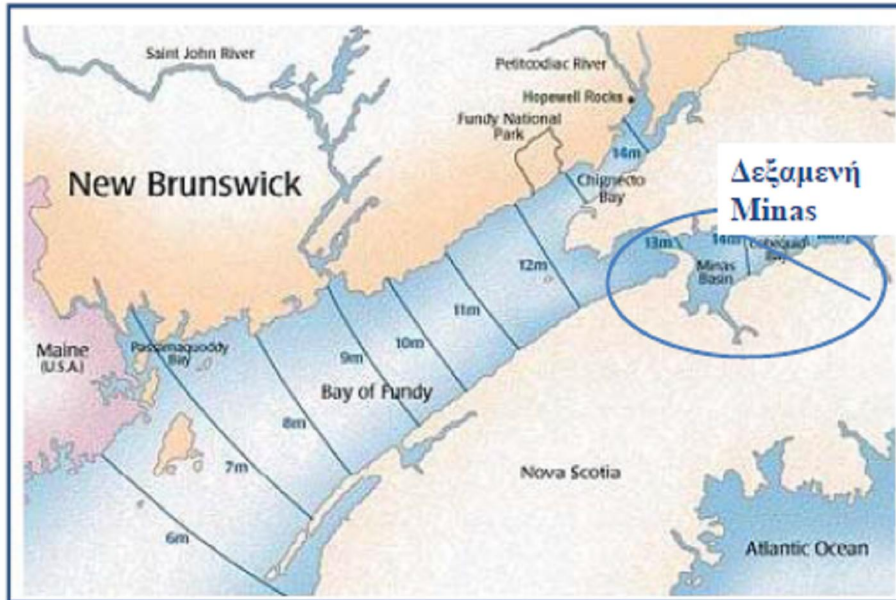 Saint John River
Petitcodiac River
Hopewell Rocks
Fundy National
Park
14m
Chignecto
Bay
New Brunswick
Δεξαμενή
Minas
13m
14m
Minas
Basin
Bay
12m
11m
10m
9m
8m
7m
6m
Maine
(U.S.A.)
Passamaquoddy
Bay
Bay of Fundy
Nova Scotia
Atlantic Ocean